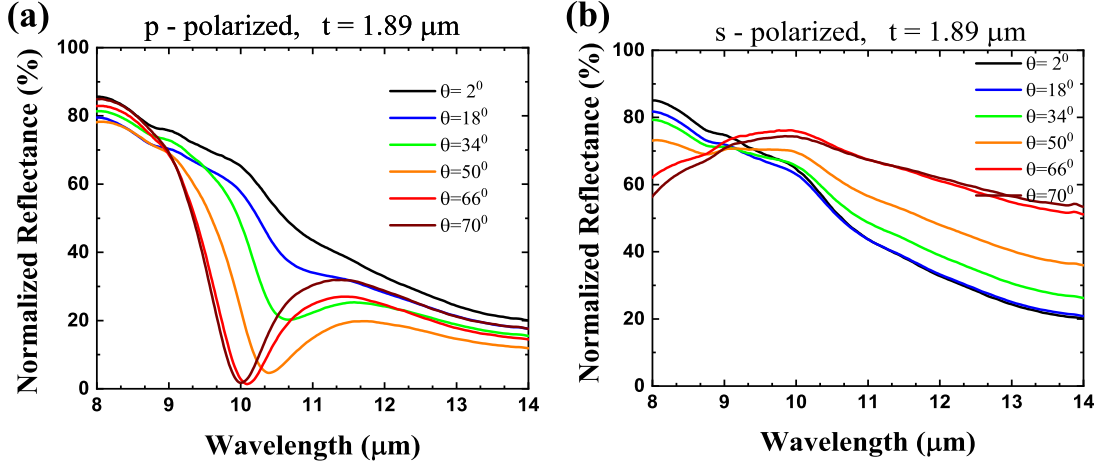 (a)
p - polarized, t = 1.89 μm
Normalized Reflectance (%)
100
80
60
40
20
0
θ= 2⁰
θ=18⁰
θ=34⁰
θ=50⁰
θ=66⁰
θ=70⁰
8 9 10 11 12 13 14
Wavelength (μm)
(b)
s - polarized, t = 1.89 μm
Normalized Reflectance (%)
100
80
60
40
20
0
θ= 2⁰
θ=18⁰
θ=34⁰
θ=50⁰
θ=66⁰
θ=70⁰
8 9 10 11 12 13 14
Wavelength (μm)